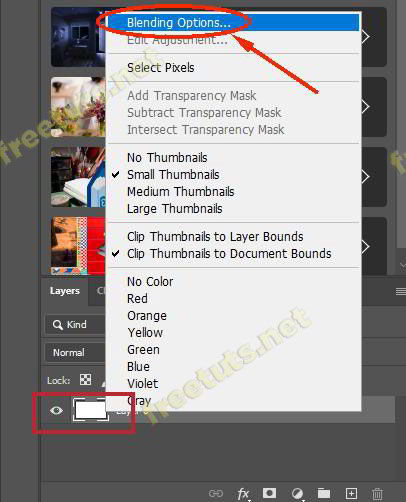 Blending Options...
Edit Adjustment...
Select Pixels
Add Transparency Mask
Subtract Transparency Mask
Intersect Transparency Mask
No Thumbnails
Small Thumbnails
Medium Thumbnails
Large Thumbnails
Clip Thumbnails to Layer Bounds
Clip Thumbnails to Document Bounds
No Color
Red
Orange
Yellow
Green
Blue
Violet
Gray
Layers
Kind
Normal
Lock:
fx
freetuts.net
freetuts.net